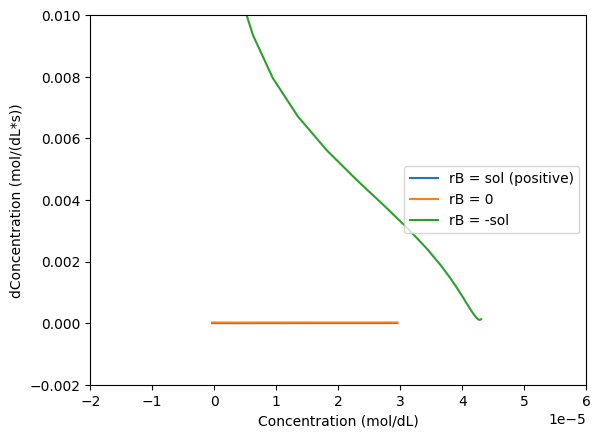 0.010
0.008
0.006
0.004
0.002
0.000
−0.002
dConcentration (mol/(dL*s))
rB = sol (positive)
rB = 0
rB = -sol
−2 −1 0 1 2 3 4 5 6
1e−5
Concentration (mol/dL)